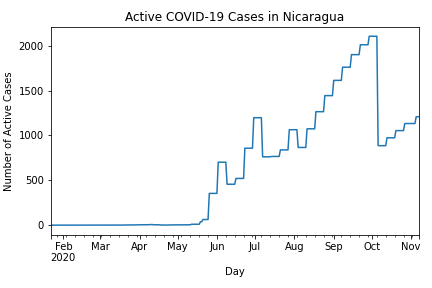 Active COVID-19 Cases in Nicaragua
Number of Active Cases
2000
1500
1000
500
0
Feb Mar Apr May Jun Jul Aug Sep Oct Nov
2020
Day